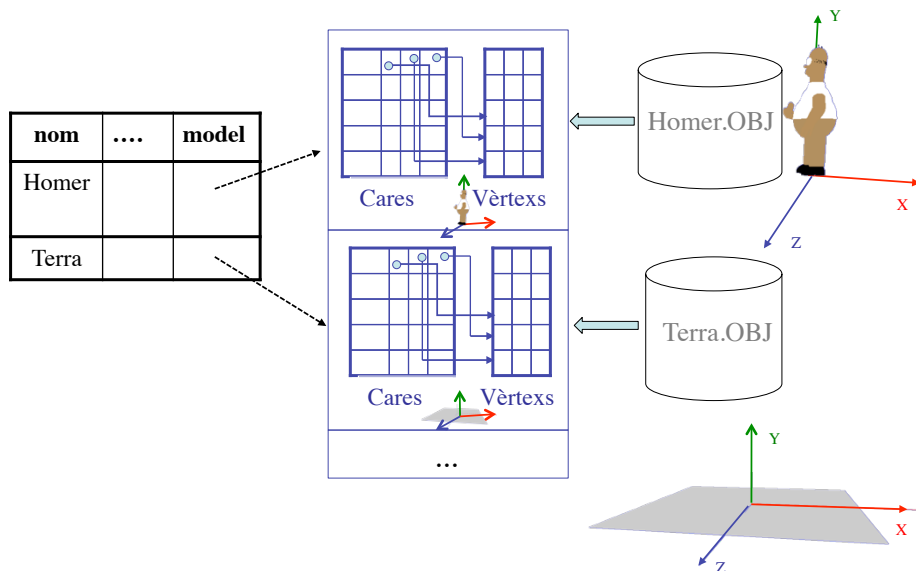 nom …. model
Homer
Terra
Cares Vèrtexs
Cares Vèrtexs
...
Homer.OBJ
Y
X
Z
Terra.OBJ
Y
X
Z